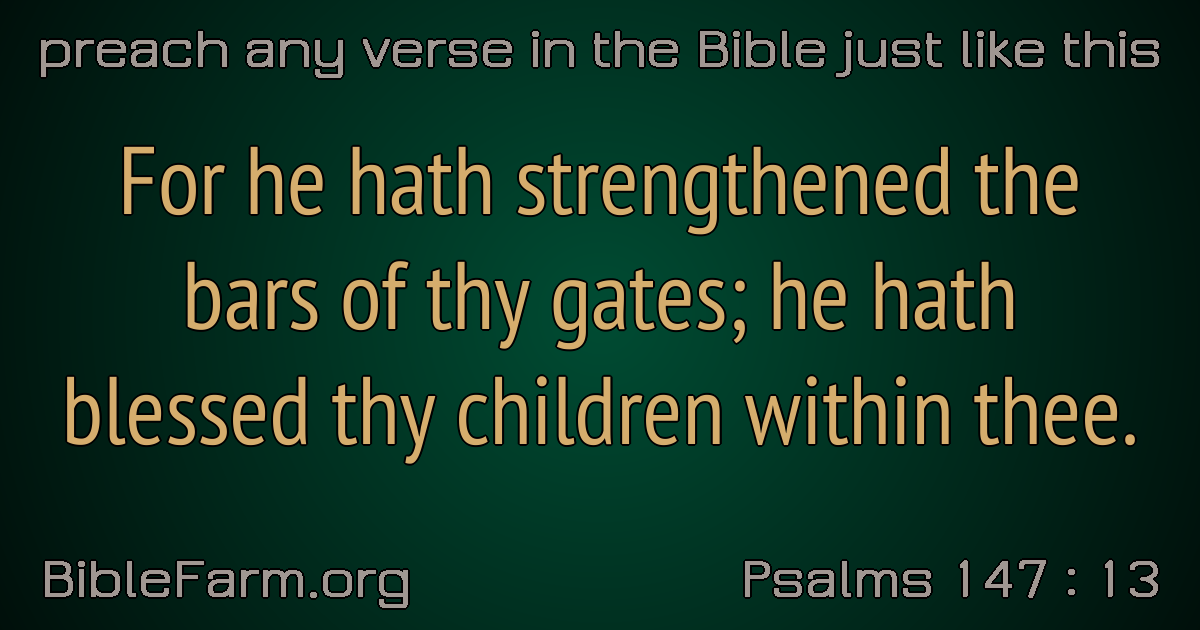 preach any verse in the Bible just like this
For he hath strengthened the
bars of thy gates; he hath
blessed thy children within thee.
BibleFarm.org
Psalms 147 : 13